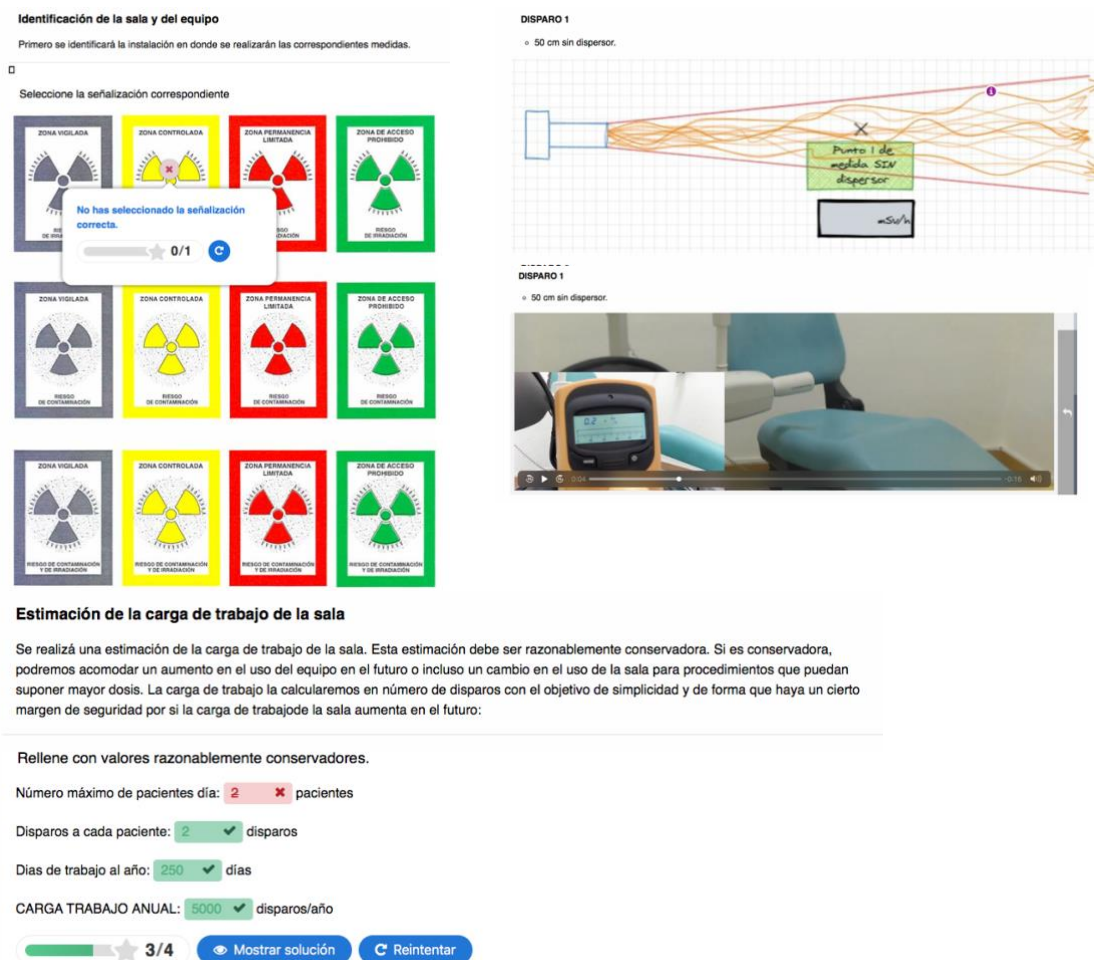 Identificación de la sala y del equipo
Primero se identificará la instalación en donde se realizarán las correspondientes medidas.
Seleccione la señalización correspondiente
ZONA VIGILADA
ZONA CONTROLADA
ZONA PERMANENCIA
LIMITADA
ZONA DE ACCESO
PROHIBIDO
No has seleccionado la señalización
correcta.
0/1
RIESGO
DE IRRADIACIÓN
ZONA VIGILADA
ZONA CONTROLADA
ZONA PERMANENCIA
LIMITADA
ZONA DE ACCESO
PROHIBIDO
RIESGO
DE CONTAMINACIÓN
RIESGO
DE CONTAMINACIÓN
RIESGO
DE CONTAMINACIÓN
RIESGO
DE CONTAMINACIÓN
ZONA VIGILADA
ZONA CONTROLADA
ZONA PERMANENCIA
LIMITADA
ZONA DE ACCESO
PROHIBIDO
RIESGO DE CONTAMINACIÓN
Y DE IRRADIACIÓN
RIESGO DE CONTAMINACIÓN
Y DE IRRADIACIÓN
RIESGO DE CONTAMINACIÓN
Y DE IRRADIACIÓN
RIESGO DE CONTAMINACIÓN
Y DE IRRADIACIÓN
DISPARO 1
50 cm sin dispersor.
Punto 1 de
medida SIN
dispersor
mSv/h
DISPARO 1
50 cm sin dispersor.
0:04
-0:16
Estimación de la carga de trabajo de la sala
Se realizá una estimación de la carga de trabajo de la sala. Esta estimación debe ser razonablemente conservadora. Si es conservadora,
podremos acomodar un aumento en el uso del equipo en el futuro o incluso un cambio en el uso de la sala para procedimientos que puedan
suponer mayor dosis. La carga de trabajo la calcularemos en número de disparos con el objetivo de simplicidad y de forma que haya un cierto
margen de seguridad por si la carga de trabajode la sala aumenta en el futuro:
Rellene con valores razonablemente conservadores.
Número máximo de pacientes día: 2 pacientes
Disparos a cada paciente: 2 disparos
Dias de trabajo al año: 250 días
CARGA TRABAJO ANUAL: 5000 disparos/año
3/4 Mostrar solución Reintentar